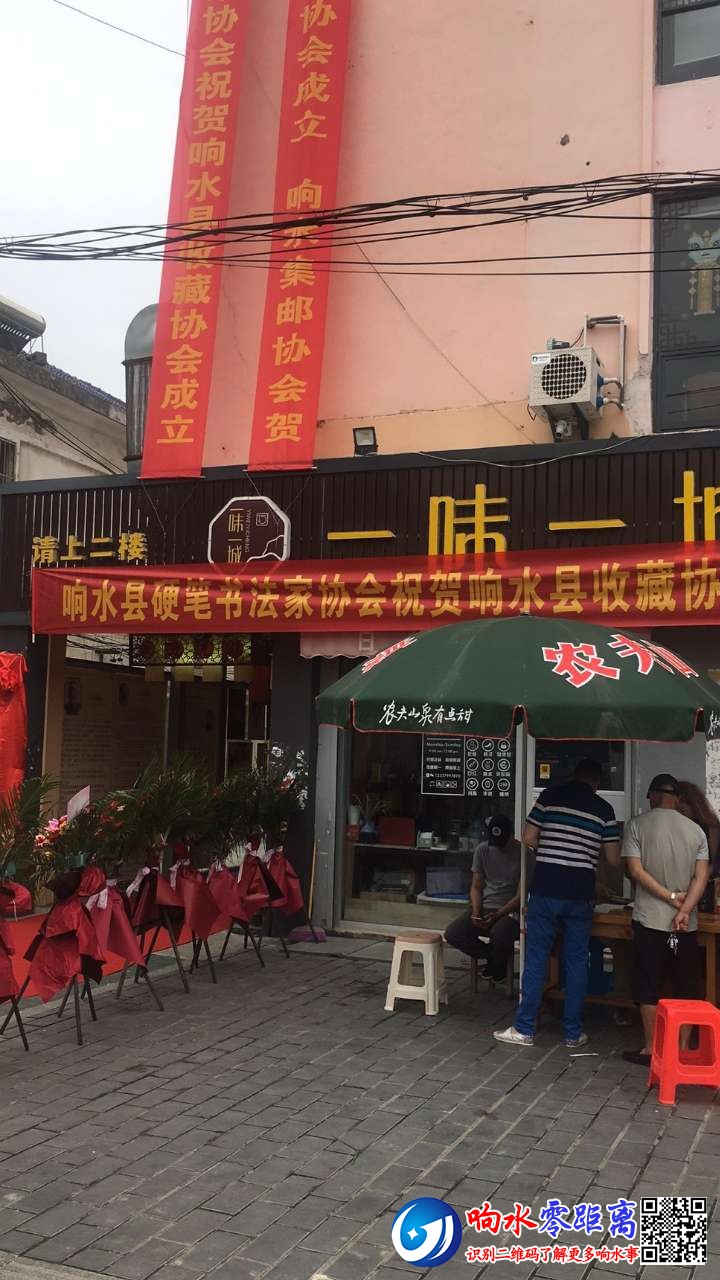 协会祝贺响水县收藏协会成立
协会成立 响水集邮协会贺
请上二楼
一味一城
一味一城
响水县硬笔书法家协会祝贺响水县收藏协
农夫山
农夫山泉有点甜
Monday-Sunday
响水零距离
识别二维码了解更多响水事